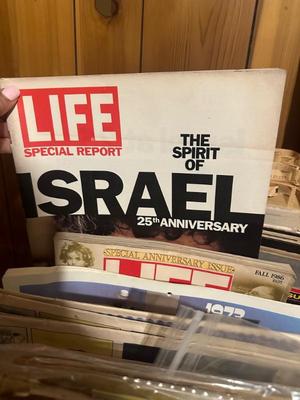 LIFE
SPECIAL REPORT
THE
SPIRIT
OF
ISRAEL
25th ANNIVERSARY
SPECIAL ANNIVERSARY ISSUE
LIFE
FALL 1986
1973